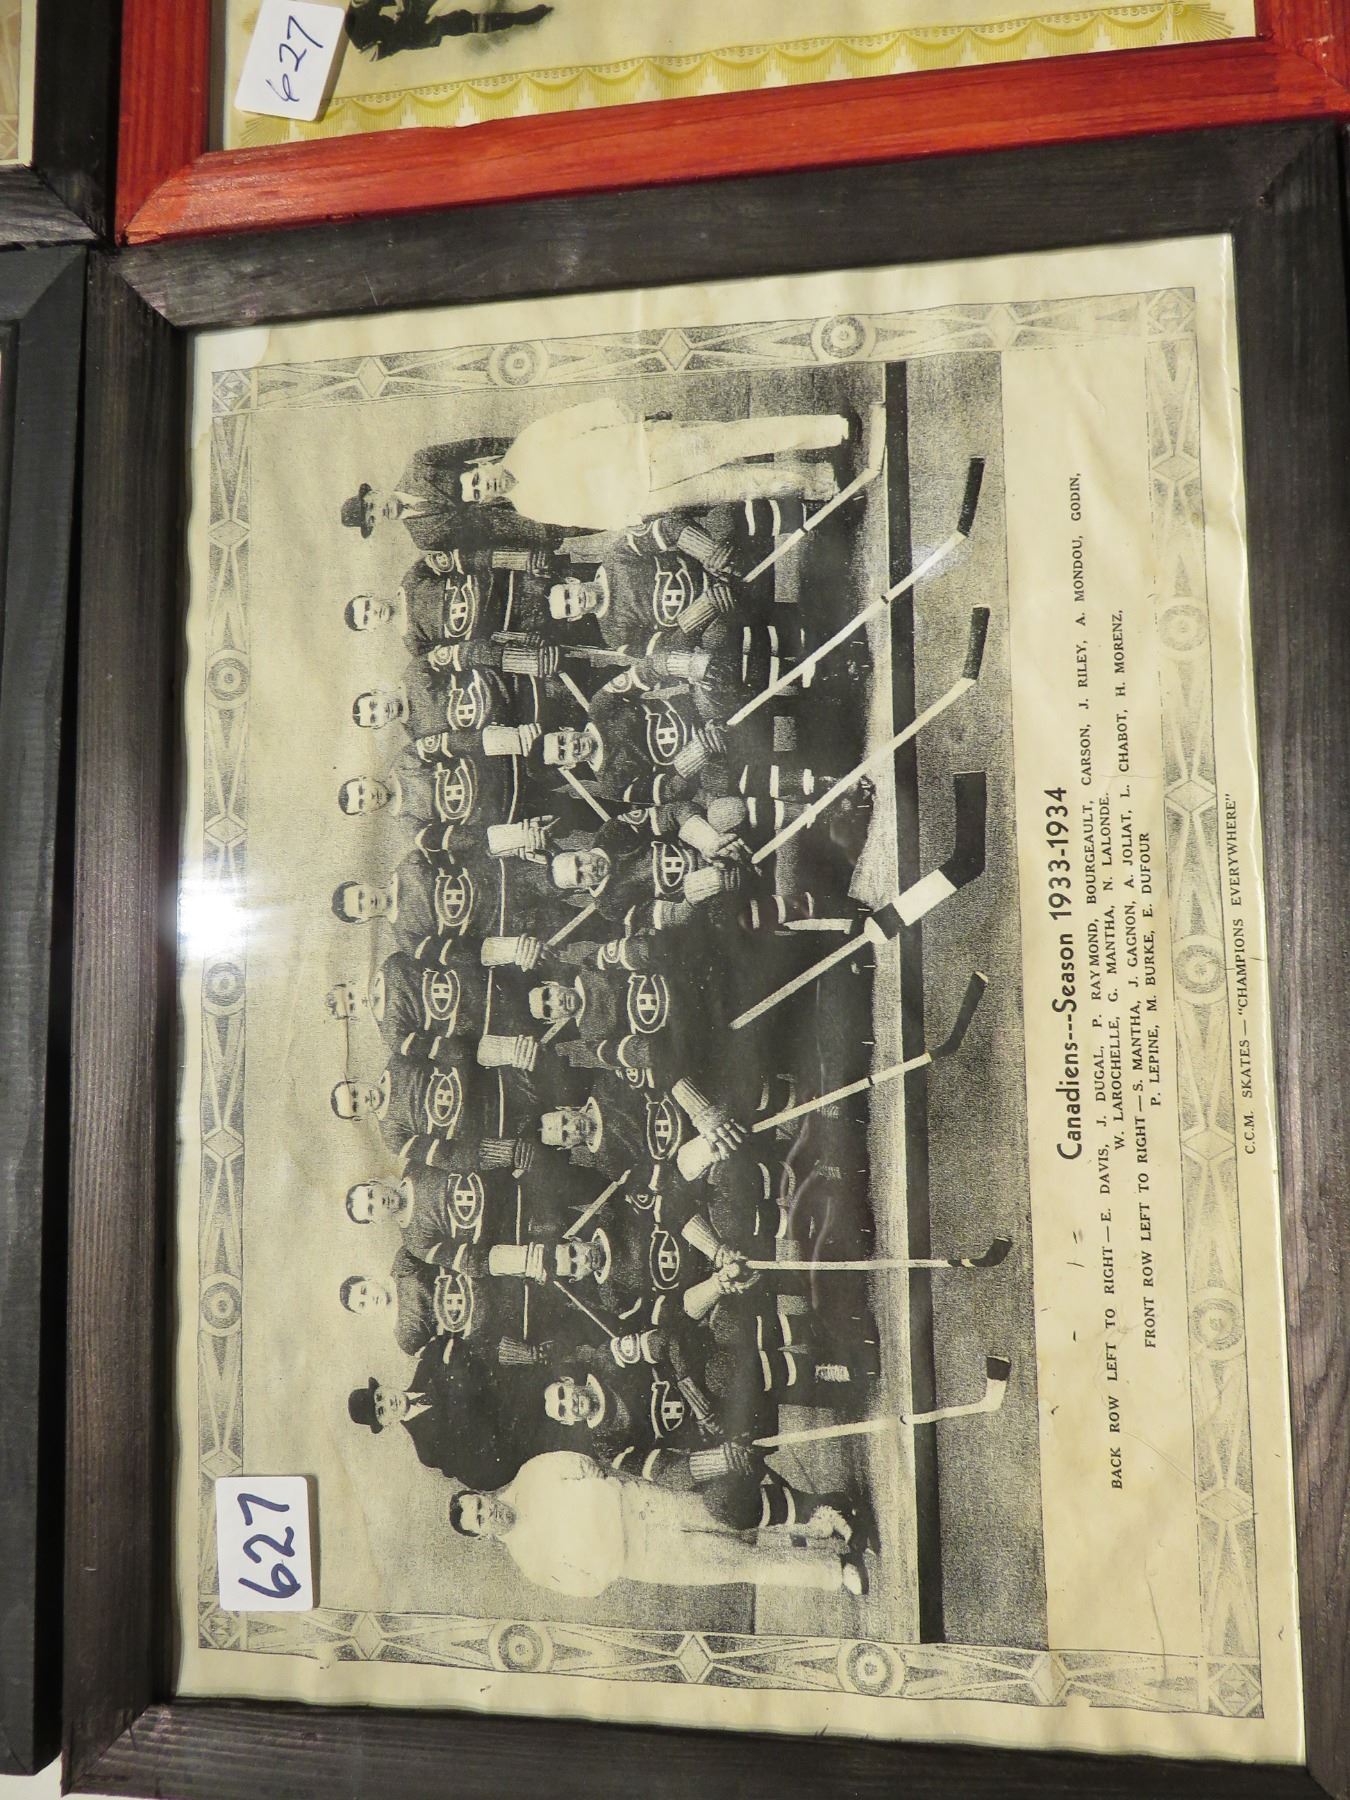 627
627
Canadiens---Season 1933-1934
BACK ROW LEFT TO RIGHT — E. DAVIS, J. DUGAL, P. RAYMOND, BOURGEAULT, CARSON, J. RILEY, A. MONDOU, GODIN,
W. LAROCHELLE, G. MANTHA, N. LALONDE.
FRONT ROW LEFT TO RIGHT — S. MANTHA, J. GAGNON, A. JOLIAT, L. CHABOT, H. MORENZ,
P. LEPINE, M. BURKE, E. DUFOUR
C.C.M. SKATES — "CHAMPIONS EVERYWHERE"